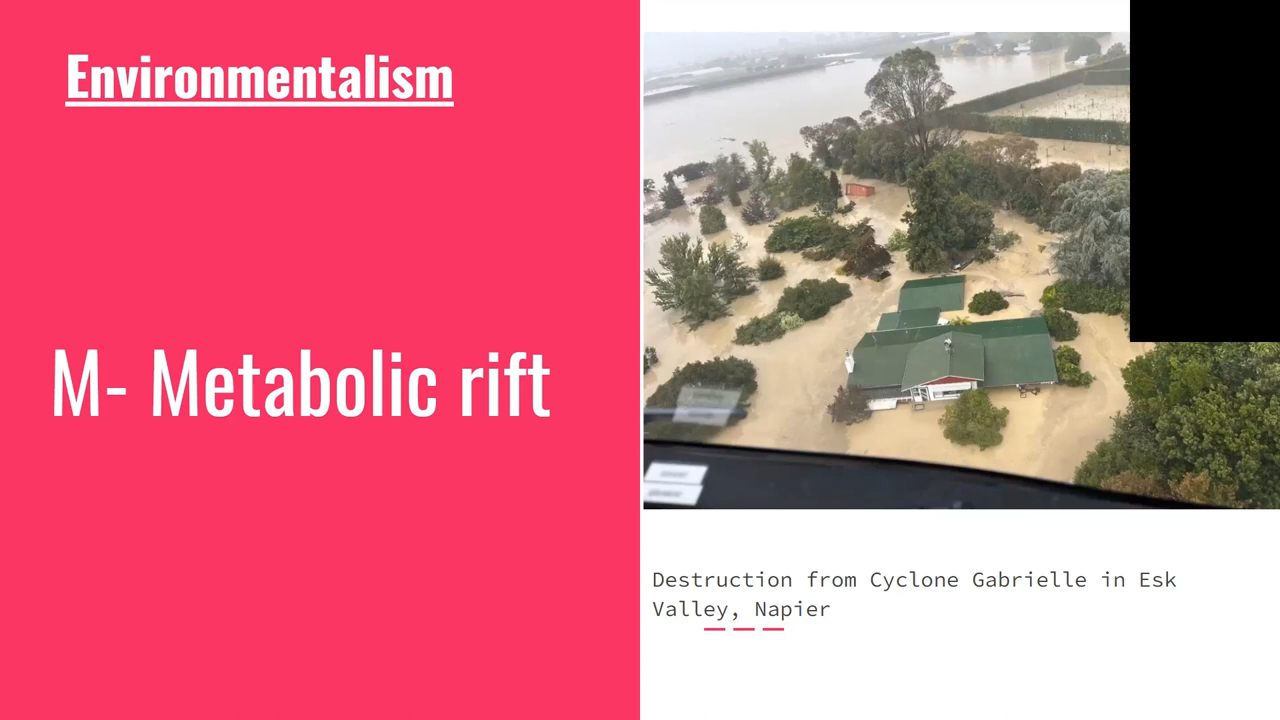 Environmentalism
M- Metabolic rift
Destruction from Cyclone Gabrielle in Esk
Valley, Napier